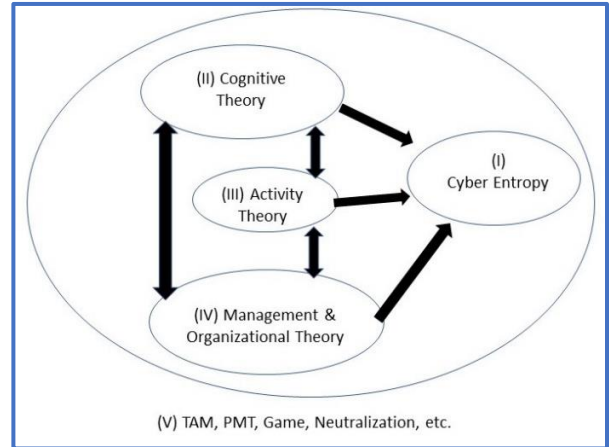 (II) Cognitive
Theory
(I)
Cyber Entropy
(III) Activity
Theory
(IV) Management &
Organizational Theory
(V) TAM, PMT, Game, Neutralization, etc.